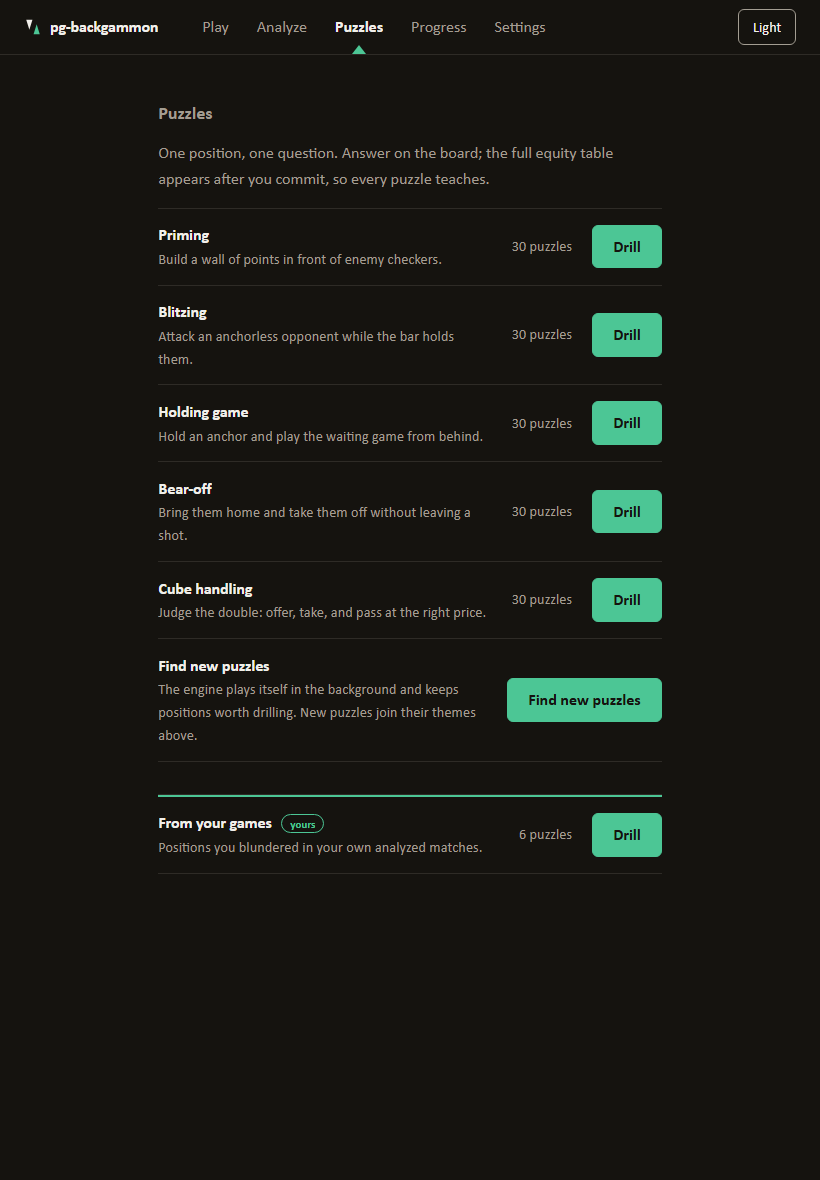 pg-backgammon Play Analyze Puzzles Progress Settings Light
Puzzles
One position, one question. Answer on the board; the full equity table
appears after you commit, so every puzzle teaches.
Priming
Build a wall of points in front of enemy checkers.
30 puzzles
Drill
Blitzing
Attack an anchorless opponent while the bar holds
them.
30 puzzles
Drill
Holding game
Hold an anchor and play the waiting game from behind.
30 puzzles
Drill
Bear-off
Bring them home and take them off without leaving a
shot.
30 puzzles
Drill
Cube handling
Judge the double: offer, take, and pass at the right price.
30 puzzles
Drill
Find new puzzles
The engine plays itself in the background and keeps
positions worth drilling. New puzzles join their themes
above.
Find new puzzles
From your games yours
Positions you blundered in your own analyzed matches.
6 puzzles
Drill